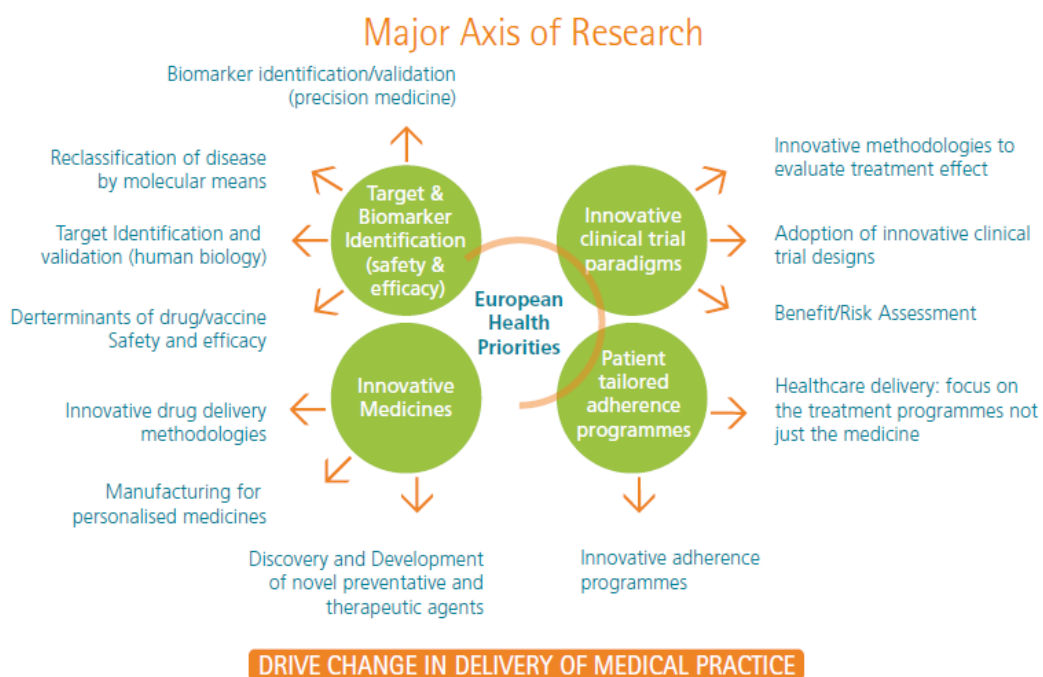 Major Axis of Research
Biomarker identification/validation
(precision medicine)
Reclassification of disease
by molecular means
Target Identification and
validation (human biology)
Derterminants of drug/vaccine
Safety and efficacy
Innovative drug delivery
methodologies
Manufacturing for
personalised medicines
Discovery and Development
of novel preventative and
therapeutic agents
Target &
Biomarker
Identification
(safety &
efficacy)
Innovative
Medicines
European
Health
Priorities
Innovative
clinical trial
paradigms
Patient
tailored
adherence
programmes
Innovative methodologies to
evaluate treatment effect
Adoption of innovative clinical
trial designs
Benefit/Risk Assessment
Healthcare delivery: focus on
the treatment programmes not
just the medicine
Innovative adherence
programmes
DRIVE CHANGE IN DELIVERY OF MEDICAL PRACTICE